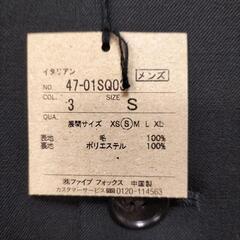 イタリアン
メンズ
NO. 47-01SQ03
COL. SIZE
3 S
QUA.
展開サイズ XS S M L XL
表地 毛 100%
裏地 ポリエステル 100%
㈱ファイブ フォックス 中国製
カスタマーサービス係 0120-114563